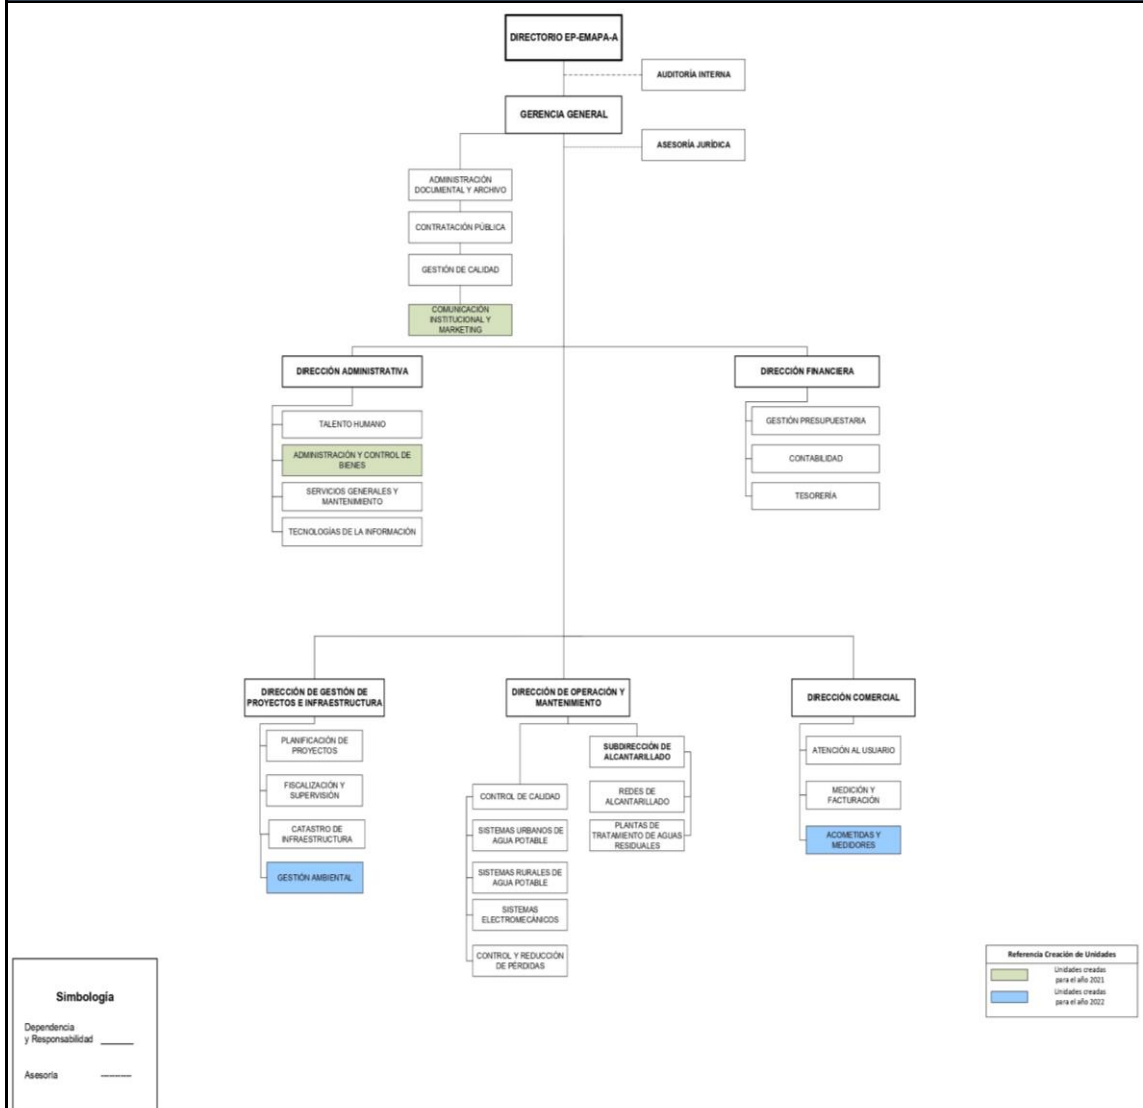 DIRECTORIO EP-EMAPA-A
AUDITORÍA INTERNA
GERENCIA GENERAL
ASESORÍA JURÍDICA
ADMINISTRACIÓN
DOCUMENTAL Y ARCHIVO
CONTRATACIÓN PÚBLICA
GESTIÓN DE CALIDAD
COMUNICACIÓN
INSTITUCIONAL Y
MARKETING
DIRECCIÓN ADMINISTRATIVA
TALENTO HUMANO
ADMINISTRACIÓN Y CONTROL DE
BIENES
SERVICIOS GENERALES Y
MANTENIMIENTO
TECNOLOGÍAS DE LA INFORMACIÓN
DIRECCIÓN FINANCIERA
GESTIÓN PRESUPUESTARIA
CONTABILIDAD
TESORERÍA
DIRECCIÓN DE GESTIÓN DE
PROYECTOS E INFRAESTRUCTURA
PLANIFICACIÓN DE
PROYECTOS
FISCALIZACIÓN Y
SUPERVISIÓN
CATASTRO DE
INFRAESTRUCTURA
GESTIÓN AMBIENTAL
DIRECCIÓN DE OPERACIÓN Y
MANTENIMIENTO
CONTROL DE CALIDAD
SISTEMAS URBANOS DE
AGUA POTABLE
SISTEMAS RURALES DE
AGUA POTABLE
SISTEMAS
ELECTROMECÁNICOS
CONTROL Y REDUCCIÓN
DE PÉRDIDAS
SUBDIRECCIÓN DE
ALCANTARILLADO
REDES DE
ALCANTARILLADO
PLANTAS DE
TRATAMIENTO DE AGUAS
RESIDUALES
DIRECCIÓN COMERCIAL
ATENCIÓN AL USUARIO
MEDICIÓN Y
FACTURACIÓN
ACOMETIDAS Y
MEDIDORES
Simbología
Dependencia
y Responsabilidad
Asesoría
Referencia Creación de Unidades
Unidades creadas
para el año 2021
Unidades creadas
para el año 2022